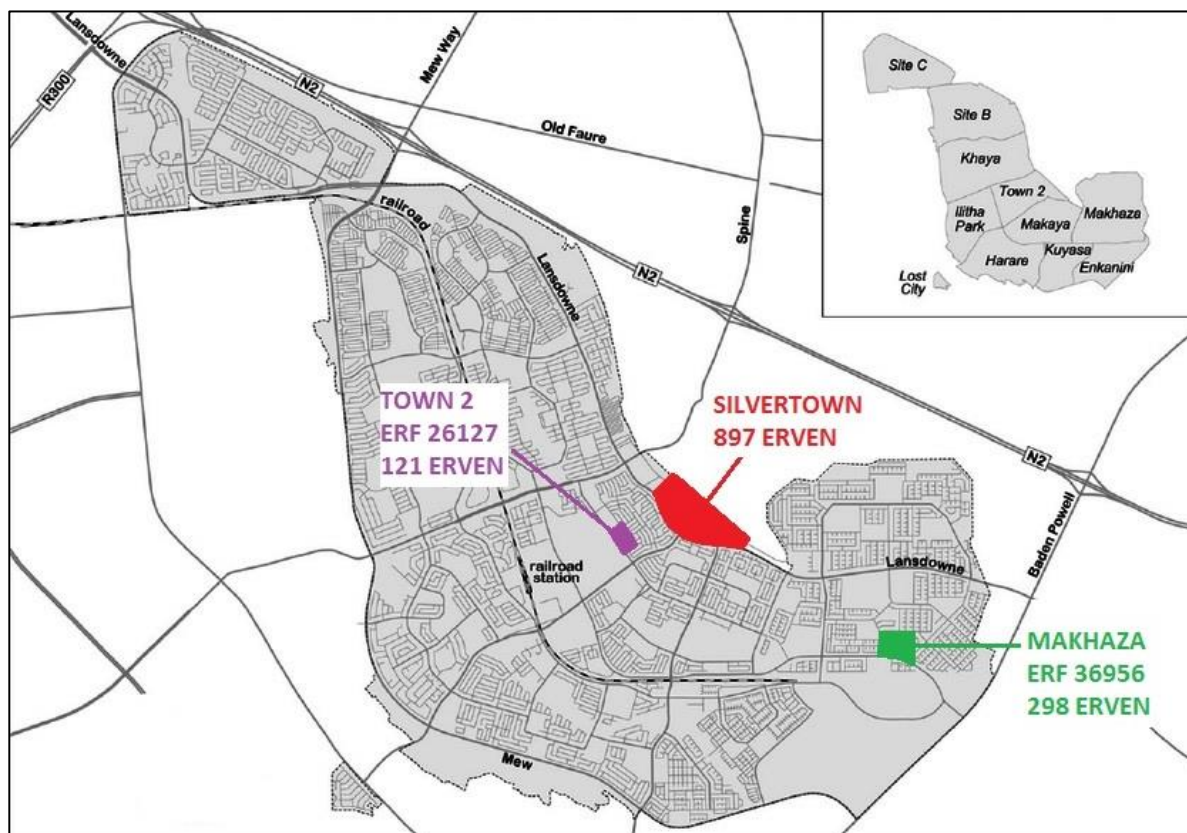 Lansdowne
R300
N2
Mew Way
Old Faure
Spine
railroad
Lansdowne
N2
TOWN 2
ERF 26127
121 ERVEN
SILVERTOWN
897 ERVEN
N2
Baden Powell
railroad
station
Lansdowne
MAKHAZA
ERF 36956
298 ERVEN
Mew
Site C
Site B
Khaya
Town 2
Ilitha
Park
Makaya
Makhaza
Harare
Kuyasa
Enkanini
Lost
City